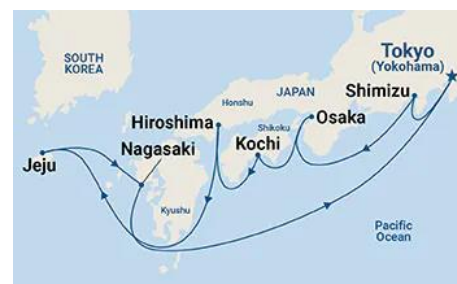 SOUTH
KOREA
Tokyo
(Yokohama)
Shimizu
JAPAN
Honshu
Hiroshima
Osaka
Shikoku
Kochi
Nagasaki
Jeju
Kyushu
Pacific
Ocean